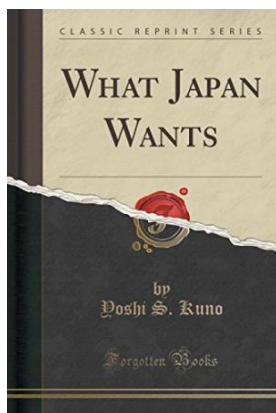 CLASSIC REPRINT SERIES
WHAT JAPAN
WANTS
by
Yoshi S. Kuno
Forgotten Books